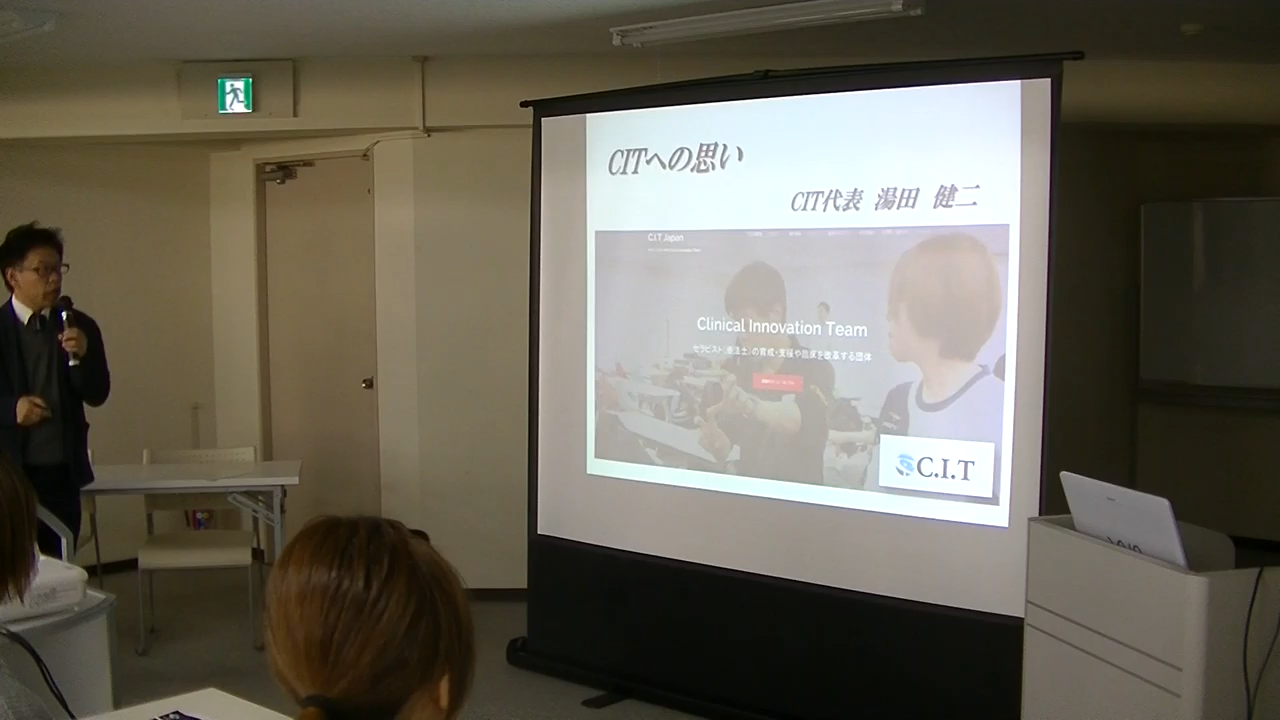 CITへの思い
CIT代表 湯田 健二
C.I.T Japan
Clinical Innovation Team
セラピスト(療法士)の育成・支援や臨床を改革する団体
C.I.T
VAIO